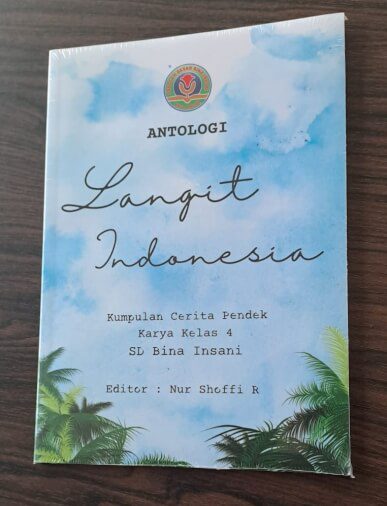 ANTOLOGI
Langit
Indonesia
Kumpulan Cerita Pendek
Karya Kelas 4
SD Bina Insani
Editor : Nur Shoffi R